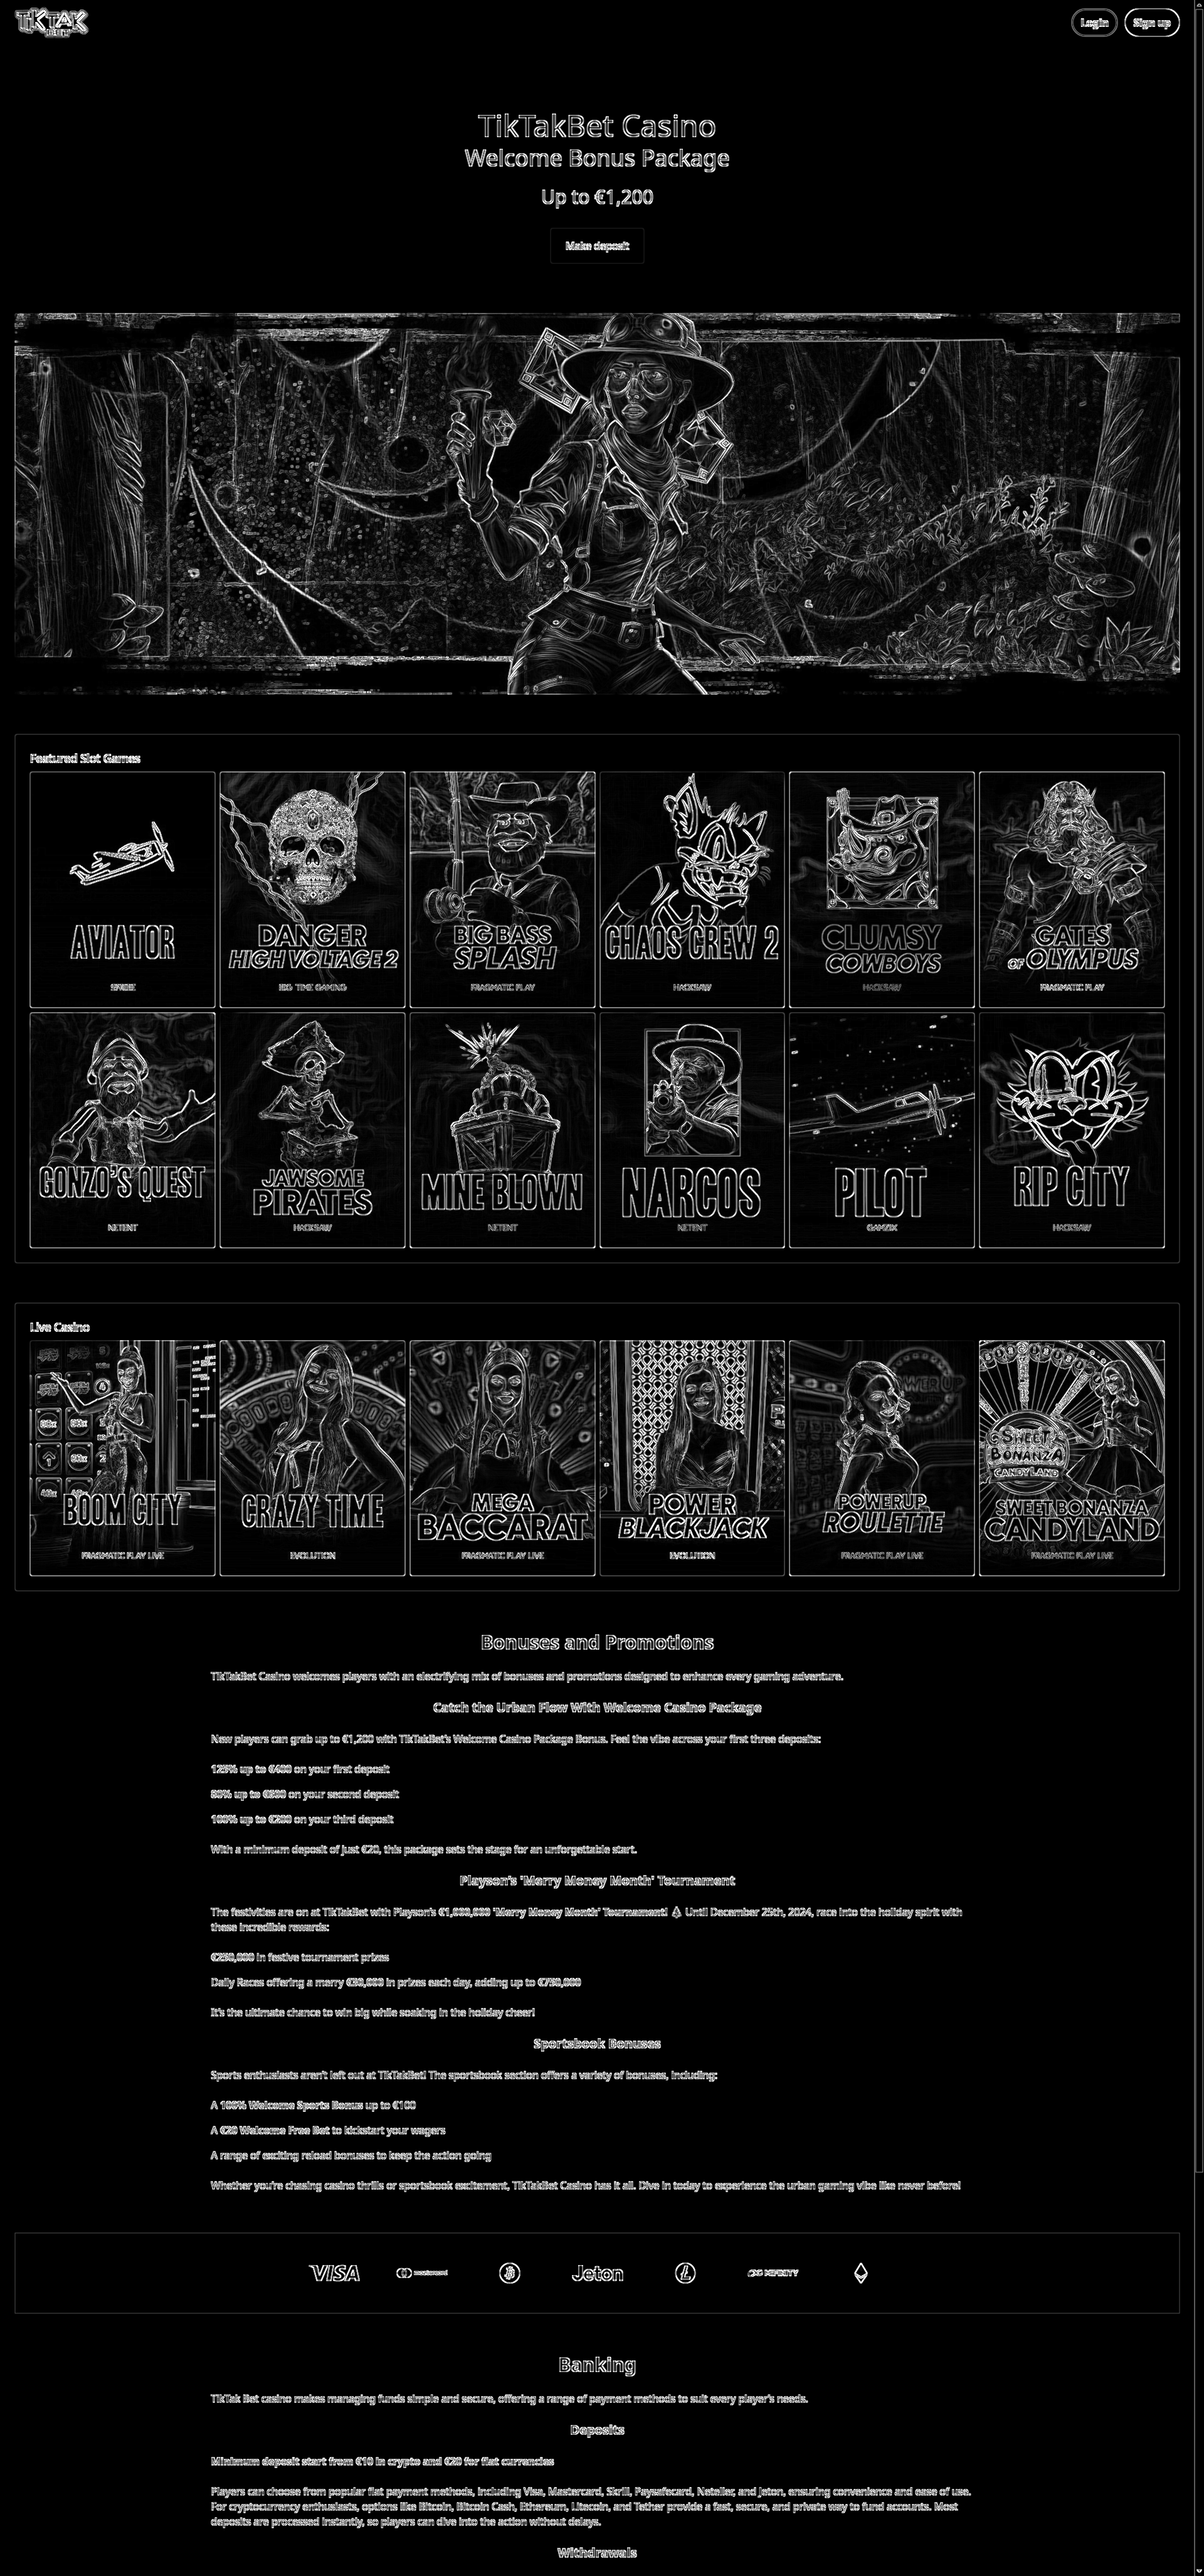 TIKTAK
BET
Login
Sign up
TikTakBet Casino
Welcome Bonus Package
Up to €1,200
Make deposit
Featured Slot Games
AVIATOR
SPRIBE
DANGER
HIGH VOLTAGE 2
BIG TIME GAMING
BIG BASS
SPLASH
PRAGMATIC PLAY
CHAOS CREW 2
HACKSAW
CLUMSY
COWBOYS
HACKSAW
GATES
OF OLYMPUS
PRAGMATIC PLAY
GONZO'S QUEST
NETENT
JAWSOME
PIRATES
HACKSAW
MINE BLOWN
NETENT
NARCOS
NETENT
PILOT
GAMZIX
RIP CITY
HACKSAW
Live Casino
BOOM CITY
PRAGMATIC PLAY LIVE
CRAZY TIME
EVOLUTION
MEGA
BACCARAT
PRAGMATIC PLAY LIVE
POWER
BLACKJACK
EVOLUTION
POWERUP
ROULETTE
PRAGMATIC PLAY LIVE
SWEET
BONANZA
CANDYLAND
SWEET BONANZA
CANDYLAND
PRAGMATIC PLAY LIVE
Bonuses and Promotions
TikTakBet Casino welcomes players with an electrifying mix of bonuses and promotions designed to enhance every gaming adventure.
Catch the Urban Flow With Welcome Casino Package
New players can grab up to €1,200 with TikTakBet's Welcome Casino Package Bonus. Feel the vibe across your first three deposits:
125% up to €400 on your first deposit
up to on your second deposit
100% up to on your third deposit
With a minimum deposit of just €20, this package sets the stage for an unforgettable start.
Playson's 'Merry Money Month' Tournament
The festivities are on at TikTakBet with Playson's €1,000,000 'Merry Money Month' Tournament! 🎄 Until December 25th, 2024, race into the holiday spirit with
these incredible rewards:
€250,000 in festive tournament prizes
Daily Races offering a merry €30,000 in prizes each day, adding up to €750,000
It's the ultimate chance to win big while soaking in the holiday cheer!
Sportsbook Bonuses
Sports enthusiasts aren't left out at TikTakBet! The sportsbook section offers a variety of bonuses, including:
A 100% Welcome Sports Bonus up to €100
A €20 Welcome Free Bet to kickstart your wagers
A range of exciting reload bonuses to keep the action going
Whether you're chasing casino thrills or sportsbook excitement, TikTakBet Casino has it all. Dive in today to experience the urban gaming vibe like never before!
VISA
mastercard
Jeton
MIFINITY
Banking
TikTak Bet casino makes managing funds simple and secure, offering a range of payment methods to suit every player's needs.
Deposits
Minimum deposit start from €10 in crypto and €20 for fiat currencies
Players can choose from popular fiat payment methods, including Visa, Mastercard, Skrill, Paysafecard, Neteller, and Jeton, ensuring convenience and ease of use.
For cryptocurrency enthusiasts, options like Bitcoin, Bitcoin Cash, Ethereum, Litecoin, and Tether provide a fast, secure, and private way to fund accounts. Most
deposits are processed instantly, so players can dive into the action without delays.
Withdrawals